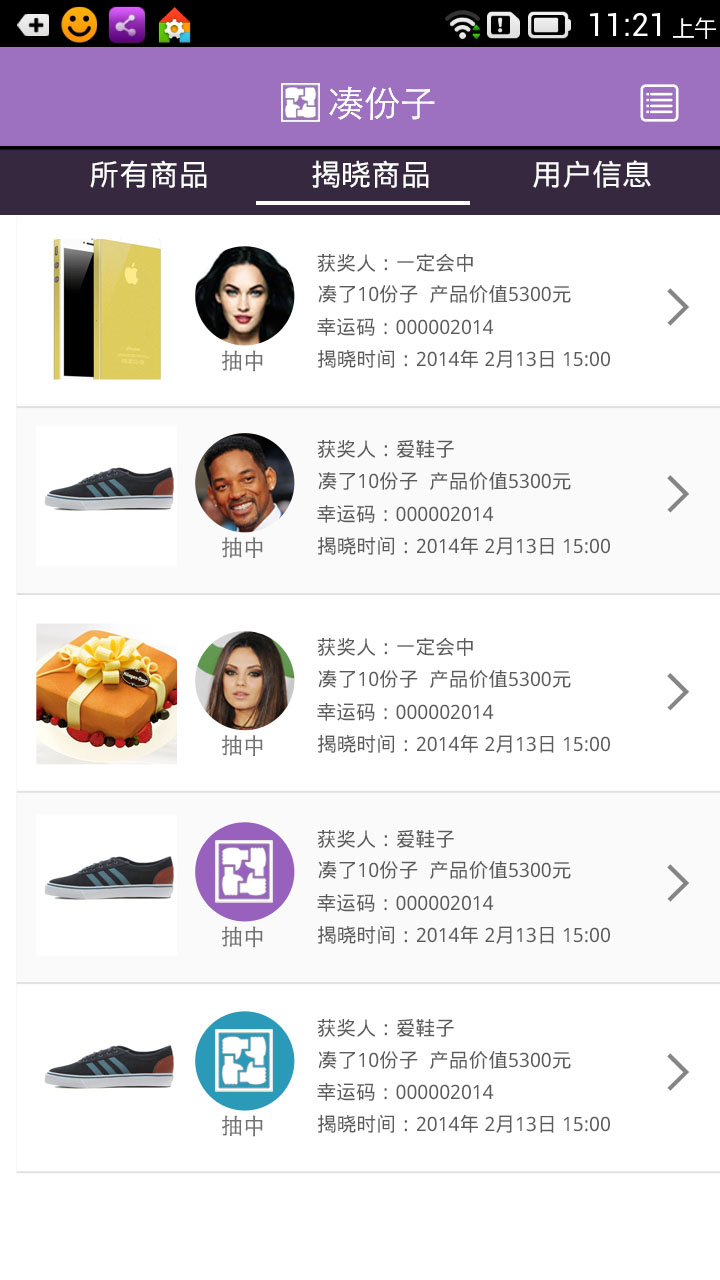 11:21 上午
凑份子
所有商品 揭晓商品 用户信息
获奖人：一定会中
凑了10份子 产品价值5300元
幸运码：000002014
揭晓时间：2014年 2月13日 15:00
抽中
获奖人：爱鞋子
凑了10份子 产品价值5300元
幸运码：000002014
揭晓时间：2014年 2月13日 15:00
抽中
获奖人：一定会中
凑了10份子 产品价值5300元
幸运码：000002014
揭晓时间：2014年 2月13日 15:00
抽中
获奖人：爱鞋子
凑了10份子 产品价值5300元
幸运码：000002014
揭晓时间：2014年 2月13日 15:00
抽中
获奖人：爱鞋子
凑了10份子 产品价值5300元
幸运码：000002014
揭晓时间：2014年 2月13日 15:00
抽中